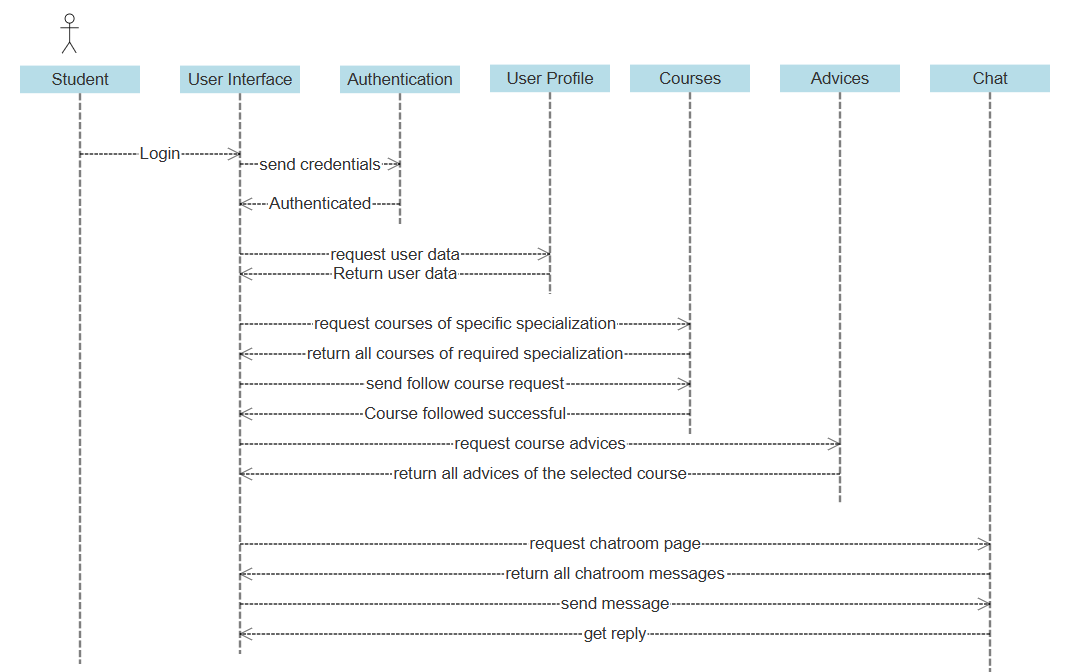 Student
User Interface
Authentication
User Profile
Courses
Advices
Chat
Login
send credentials
Authenticated
request user data
Return user data
request courses of specific specialization
return all courses of required specialization
send follow course request
Course followed successful
request course advices
return all advices of the selected course
request chatroom page
return all chatroom messages
send message
get reply